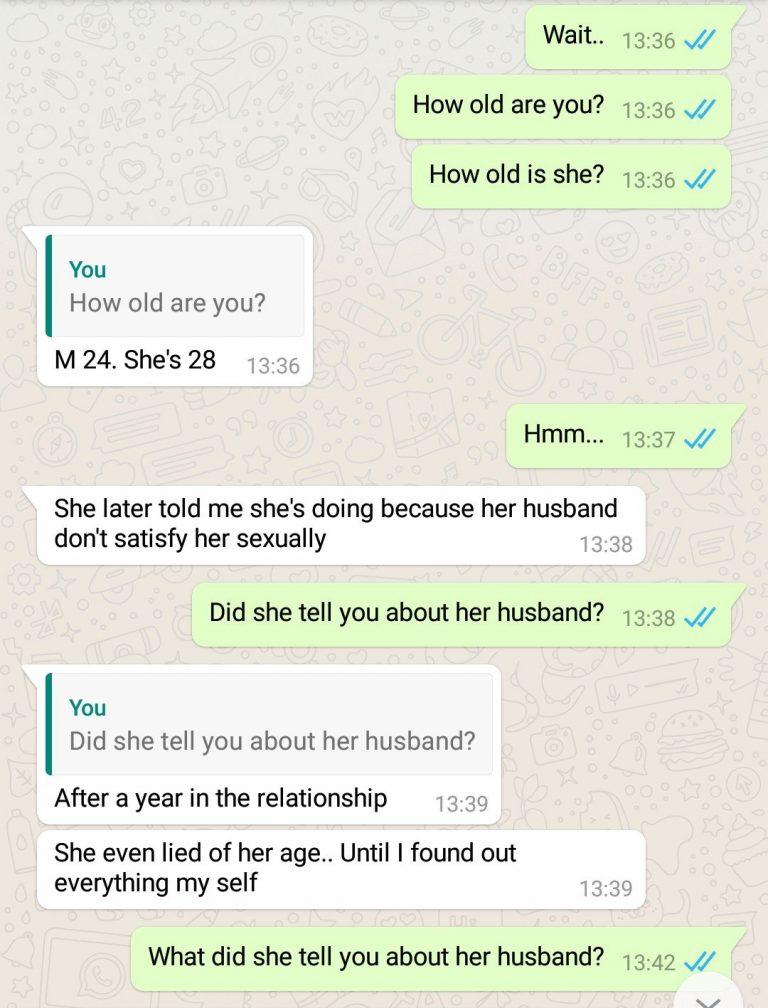 Wait.. 13:36
How old are you? 13:36
How old is she? 13:36
You
How old are you?
M 24. She's 28 13:36
Hmm... 13:37
She later told me she's doing because her husband
don't satisfy her sexually 13:38
Did she tell you about her husband? 13:38
You
Did she tell you about her husband?
After a year in the relationship 13:39
She even lied of her age.. Until I found out
everything my self 13:39
What did she tell you about her husband? 13:42